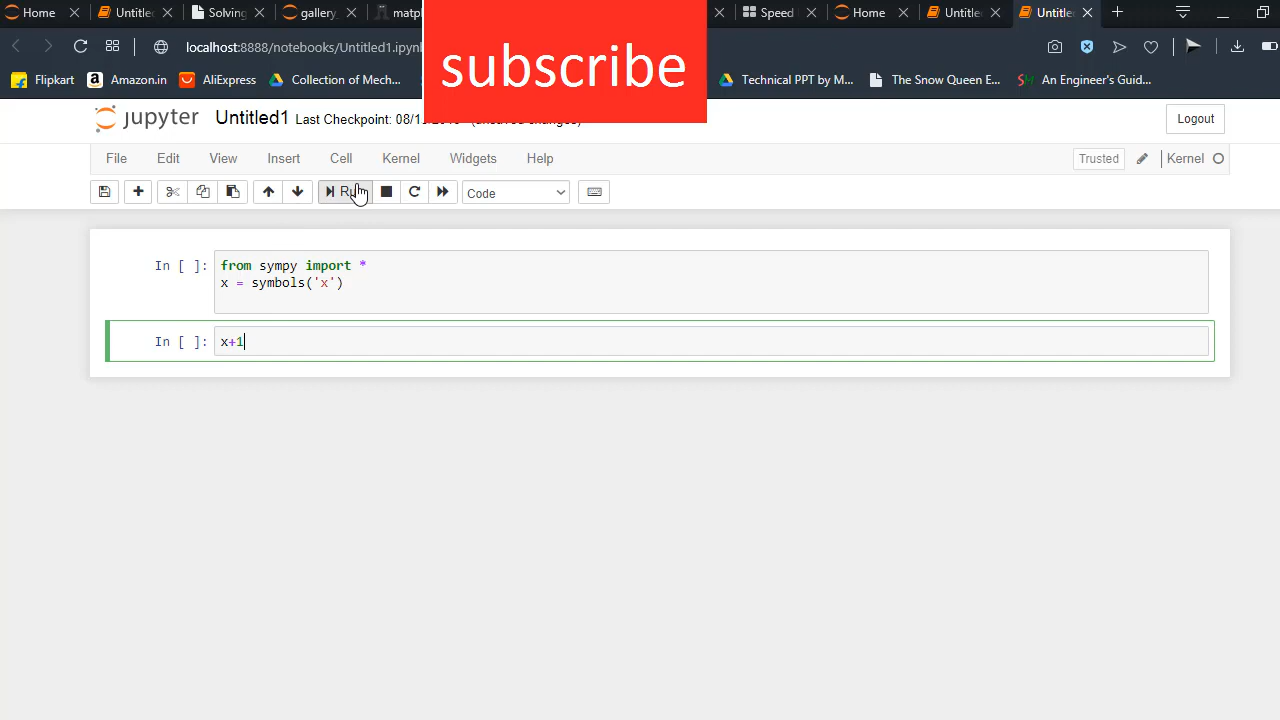 Home Untitle Solving gallery. matpl Speed Home Untitle Untitle
localhost:8888/notebooks/Untitled1.ipynb
subscribe
Flipkart Amazon.in AliExpress Collection of Mech... Technical PPT by M... The Snow Queen E... An Engineer's Guid...
jupyter Untitled1 Last Checkpoint: (unsaved changes)
Logout
File Edit View Insert Cell Kernel Widgets Help Trusted Kernel
Code
In [ ]: from sympy import *
x = symbols('x')
In [ ]: x+1